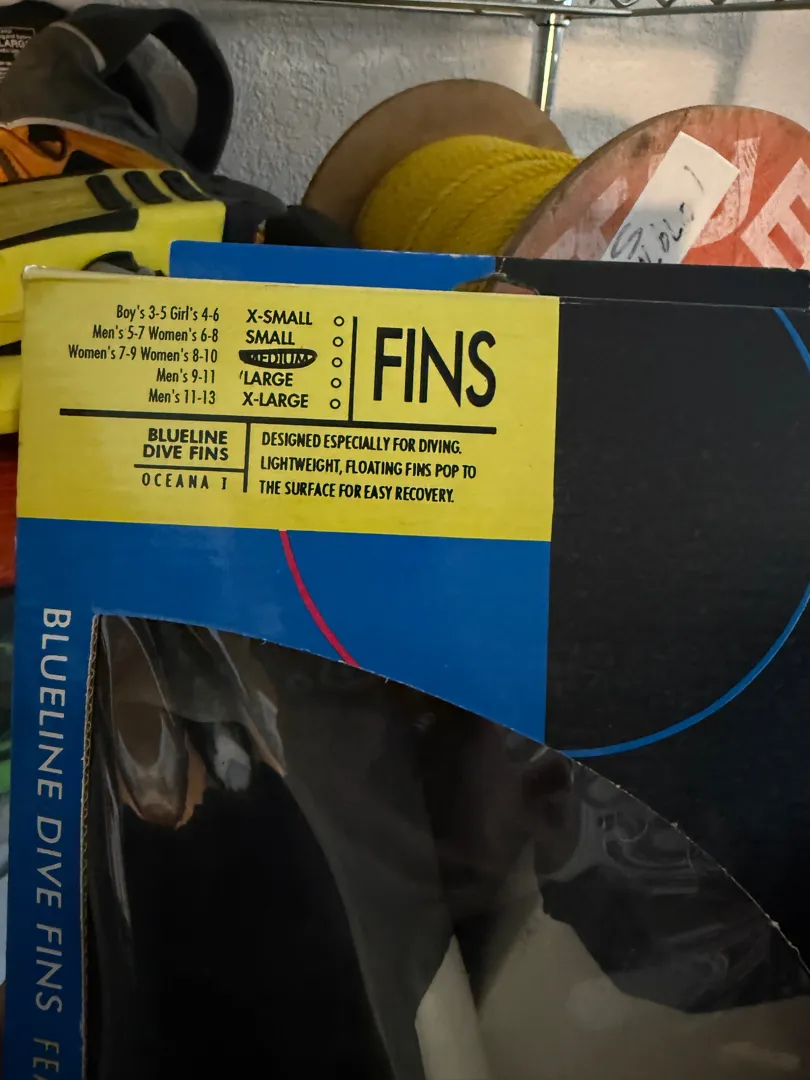 LARGE
Boy's 3-5 Girl's 4-6 X-SMALL
Men's 5-7 Women's 6-8 SMALL
Women's 7-9 Women's 8-10 MEDIUM
Men's 9-11 LARGE
Men's 11-13 X-LARGE
FINS
BLUELINE
DIVE FINS
OCEANA I
DESIGNED ESPECIALLY FOR DIVING.
LIGHTWEIGHT, FLOATING FINS POP TO
THE SURFACE FOR EASY RECOVERY.
BLUELINE DIVE FINS